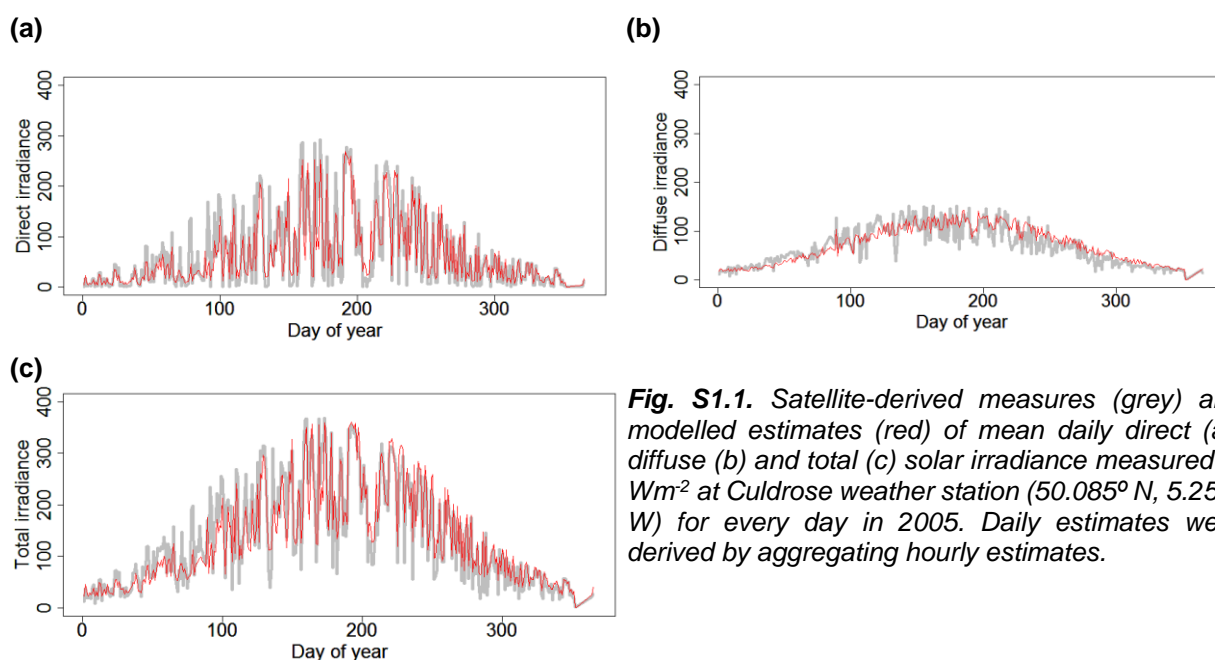 (a)
400
300
200
100
0
Direct irradiance
100
200
300
Day of year
(b)
400
300
200
100
0
Diffuse irradiance
0
100
200
300
Day of year
(c)
400
300
200
100
0
Total irradiance
0
100
200
300
Day of year
Fig. S1.1. Satellite-derived measures (grey)
modelled estimates (red) of mean daily direct
diffuse (b) and total (c) solar irradiance measured
Wm-2 at Culdrose weather station (50.085º N, 5.25
W) for every day in 2005. Daily estimates
derived by aggregating hourly estimates.